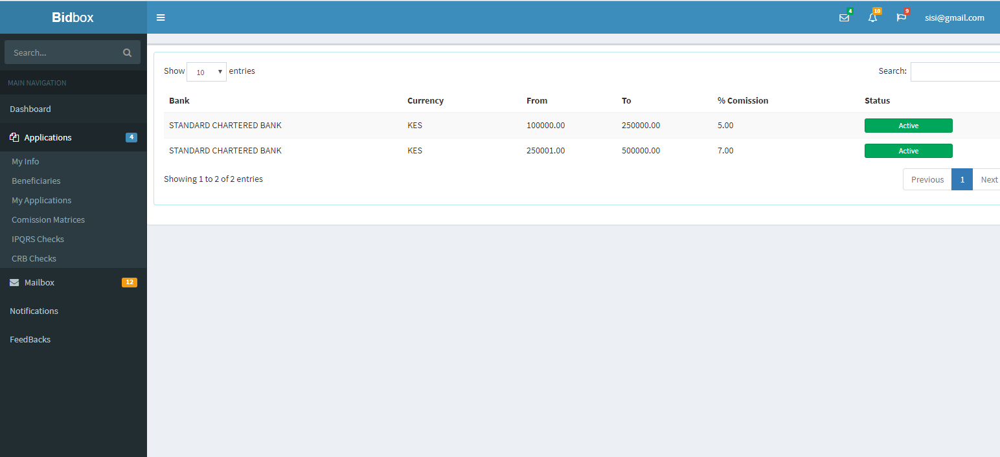 Bidbox
4
10
9
sisi@gmail.com
Search...
MAIN NAVIGATION
Dashboard
Applications 4
My Info
Beneficiaries
My Applications
Comission Matrices
IPQRS Checks
CRB Checks
Mailbox 12
Notifications
FeedBacks
Show 10 entries
Search:
Bank Currency From To % Comission Status
STANDARD CHARTERED BANK KES 100000.00 250000.00 5.00 Active
STANDARD CHARTERED BANK KES 250001.00 500000.00 7.00 Active
Showing 1 to 2 of 2 entries
Previous 1 Next